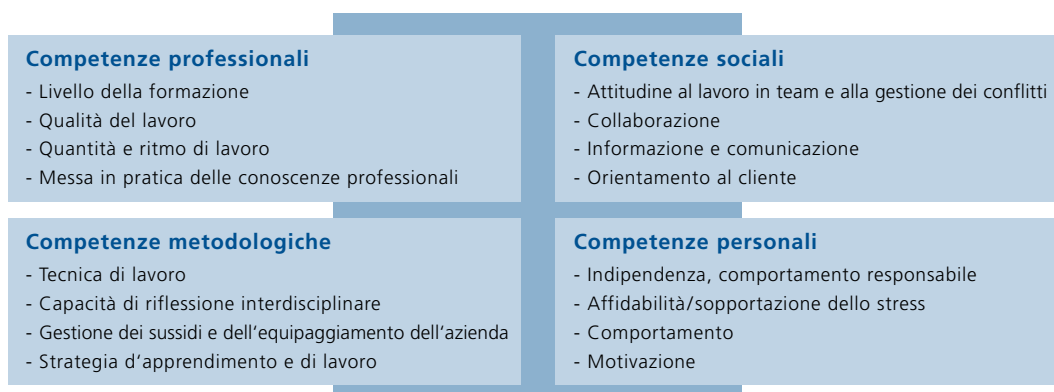 Competenze professionali
- Livello della formazione
- Qualità del lavoro
- Quantità e ritmo di lavoro
- Messa in pratica delle conoscenze professionali
Competenze sociali
- Attitudine al lavoro in team e alla gestione dei conflitti
- Collaborazione
- Informazione e comunicazione
- Orientamento al cliente
Competenze metodologiche
- Tecnica di lavoro
- Capacità di riflessione interdisciplinare
- Gestione dei sussidi e dell‘equipaggiamento dell‘azienda
- Strategia d‘apprendimento e di lavoro
Competenze personali
- Indipendenza, comportamento responsabile
- Affidabilità/sopportazione dello stress
- Comportamento
- Motivazione